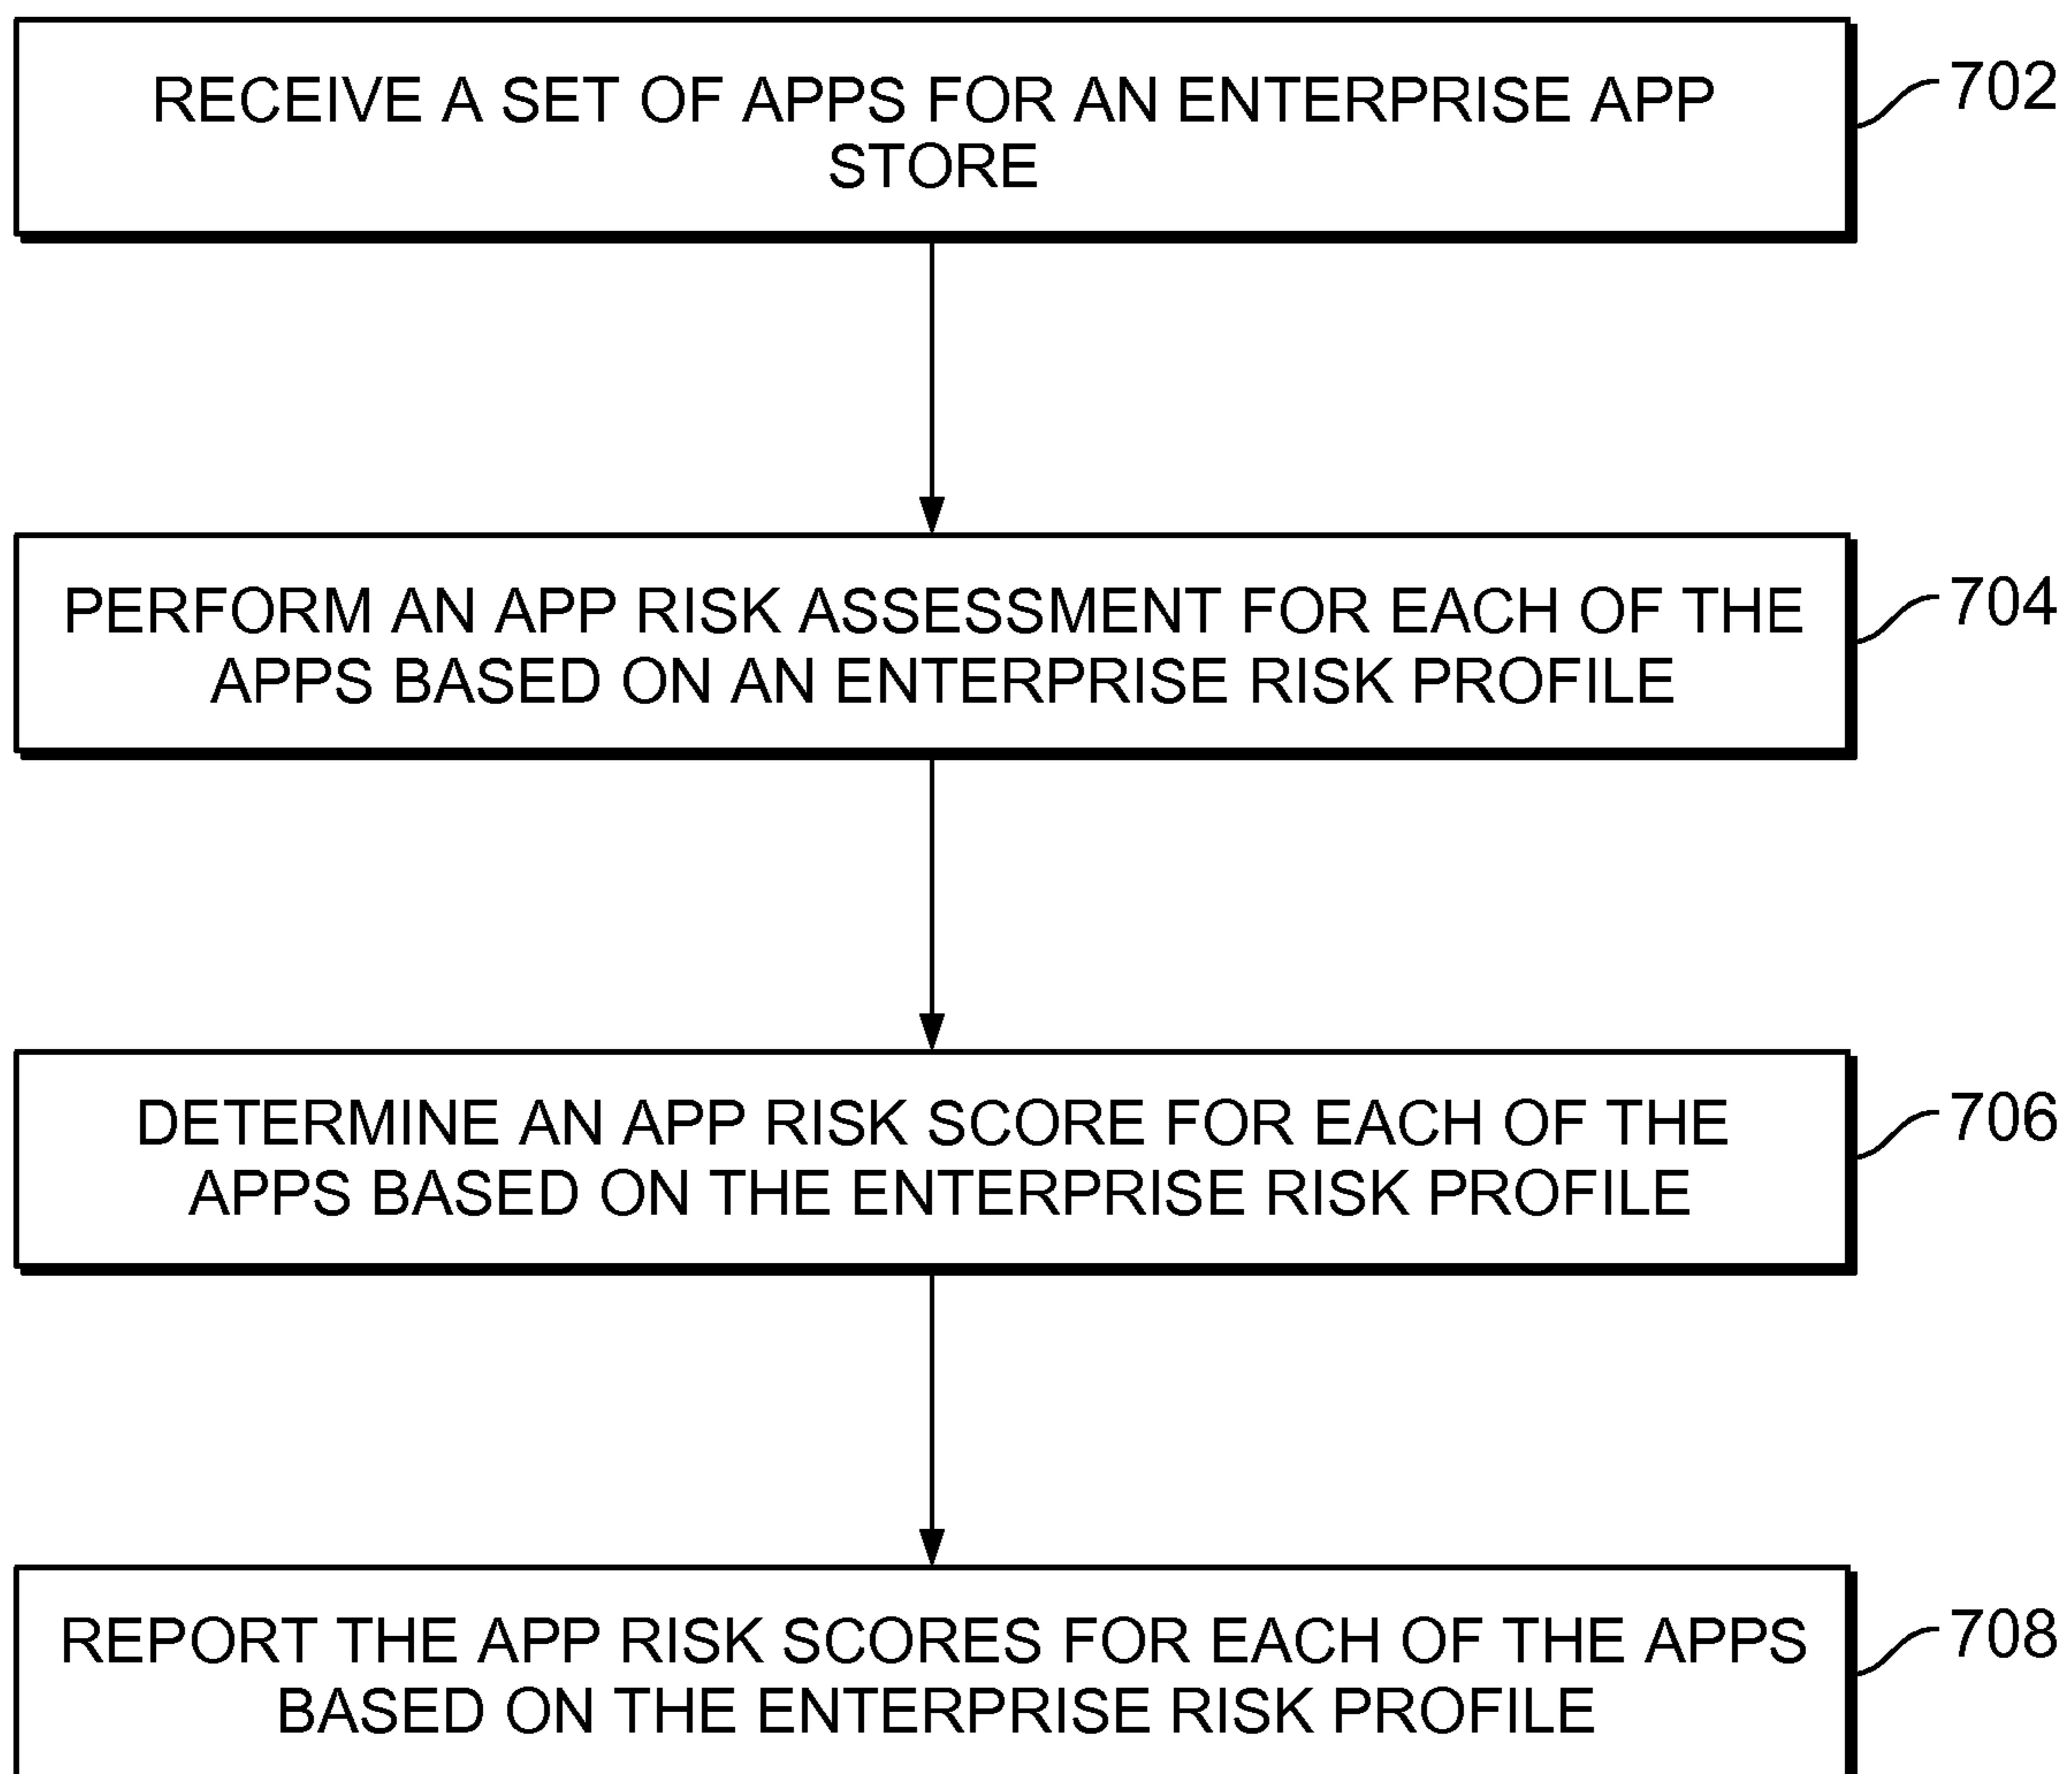 RECEIVE A SET OF APPS FOR AN ENTERPRISE APP
STORE
702
PERFORM AN APP RISK ASSESSMENT FOR EACH OF THE
APPS BASED ON AN ENTERPRISE RISK PROFILE
704
DETERMINE AN APP RISK SCORE FOR EACH OF THE
APPS BASED ON THE ENTERPRISE RISK PROFILE
706
REPORT THE APP RISK SCORES FOR EACH OF THE APPS
BASED ON THE ENTERPRISE RISK PROFILE
708